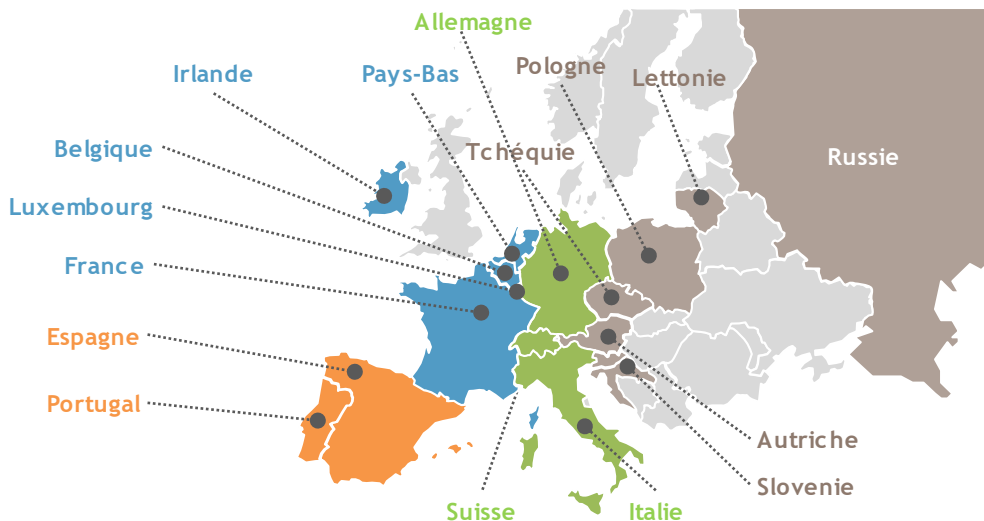 Allemagne
Irlande
Pays-Bas
Pologne
Lettonie
Belgique
Tchéquie
Russie
Luxembourg
France
Espagne
Portugal
Autriche
Slovenie
Suisse
Italie